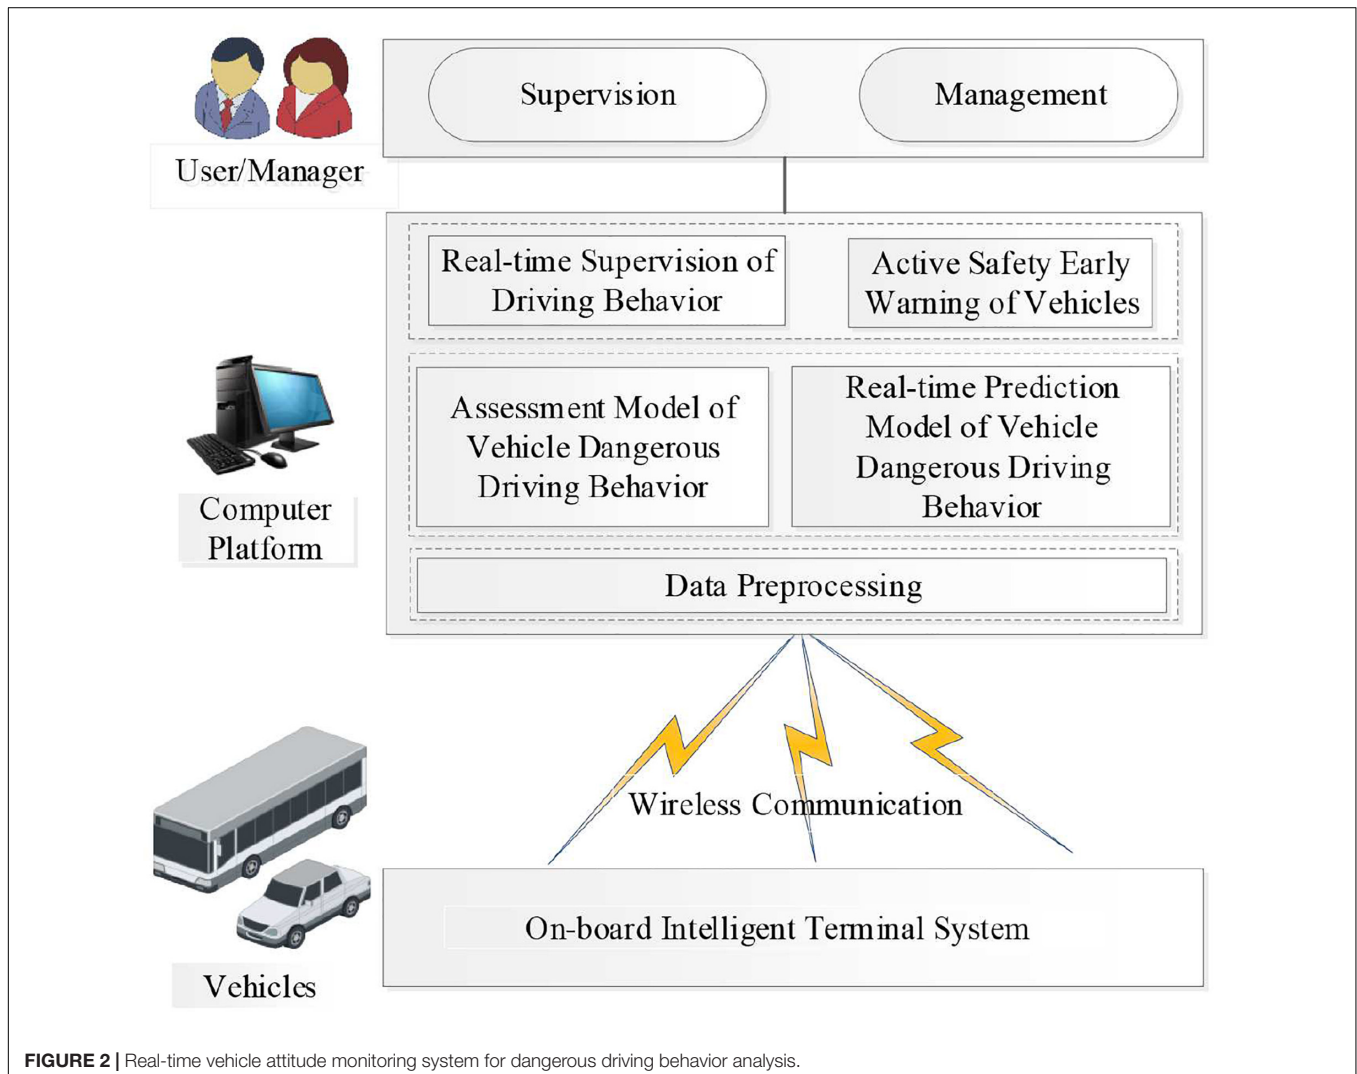 Supervision
Management
User/Manager
Real-time Supervision of
Driving Behavior
Active Safety Early
Warning of Vehicles
Assessment Model of
Vehicle Dangerous
Driving Behavior
Real-time Prediction
Model of Vehicle
Dangerous Driving
Behavior
Computer
Platform
Data Preprocessing
Wireless Communication
On-board Intelligent Terminal System
Vehicles
FIGURE 2 | Real-time vehicle attitude monitoring system for dangerous driving behavior analysis.